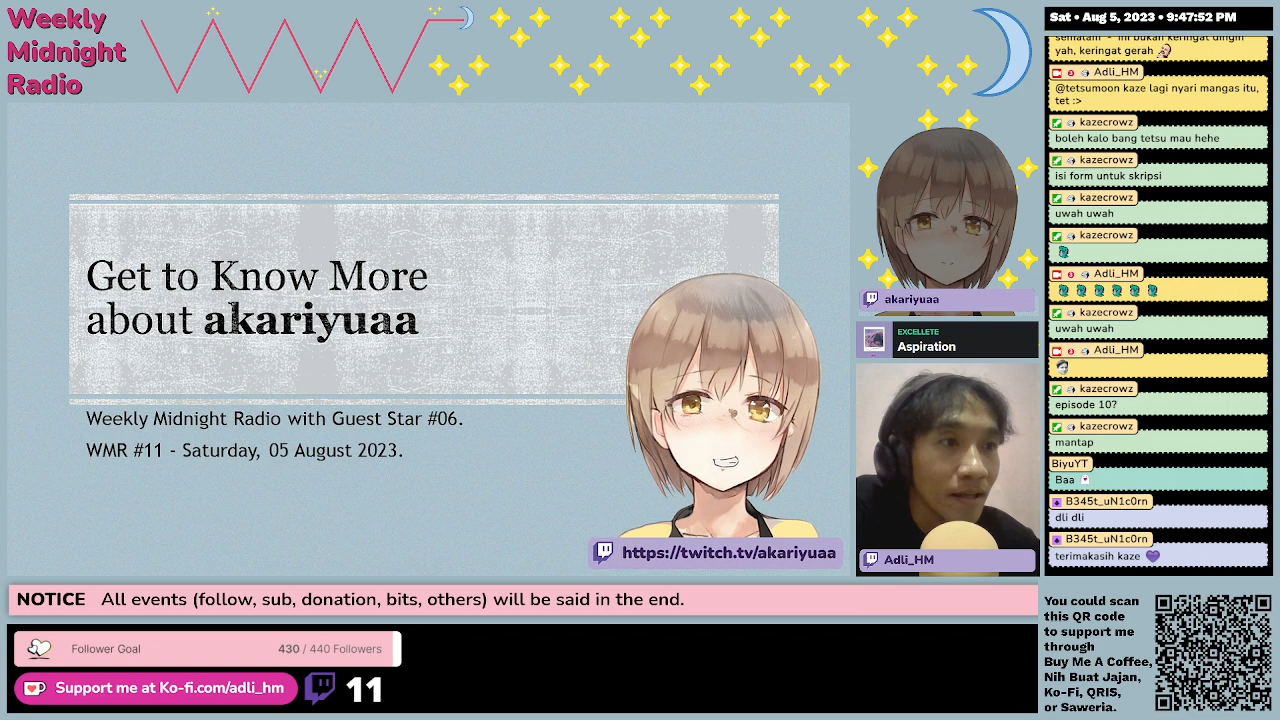 Weekly
Midnight
Radio
Get to Know More
about akariyuaa
Weekly Midnight Radio with Guest Star #06.
WMR #11 - Saturday, 05 August 2023.
https://twitch.tv/akariyuaa
akariyuaa
EXCELLETE
Aspiration
Adli_HM
Sat • Aug 5, 2023 • 9:47:52 PM
yah, keringat gerah
Adli_HM
@tetsumoon kaze lagi nyari mangas itu,
tet :>
kazecrowz
boleh kalo bang tetsu mau hehe
kazecrowz
isi form untuk skripsi
kazecrowz
uwah uwah
kazecrowz
Adli_HM
kazecrowz
uwah uwah
Adli_HM
kazecrowz
episode 10?
kazecrowz
mantap
BiyuYT
Baa
B345t_uN1c0rn
dli dli
B345t_uN1c0rn
terimakasih kaze
NOTICE All events (follow, sub, donation, bits, others) will be said in the end.
Follower Goal 430 / 440 Followers
Support me at Ko-fi.com/adli_hm
11
You could scan
this QR code
to support me
through
Buy Me A Coffee,
Nih Buat Jajan,
Ko-Fi, QRIS,
or Saweria.